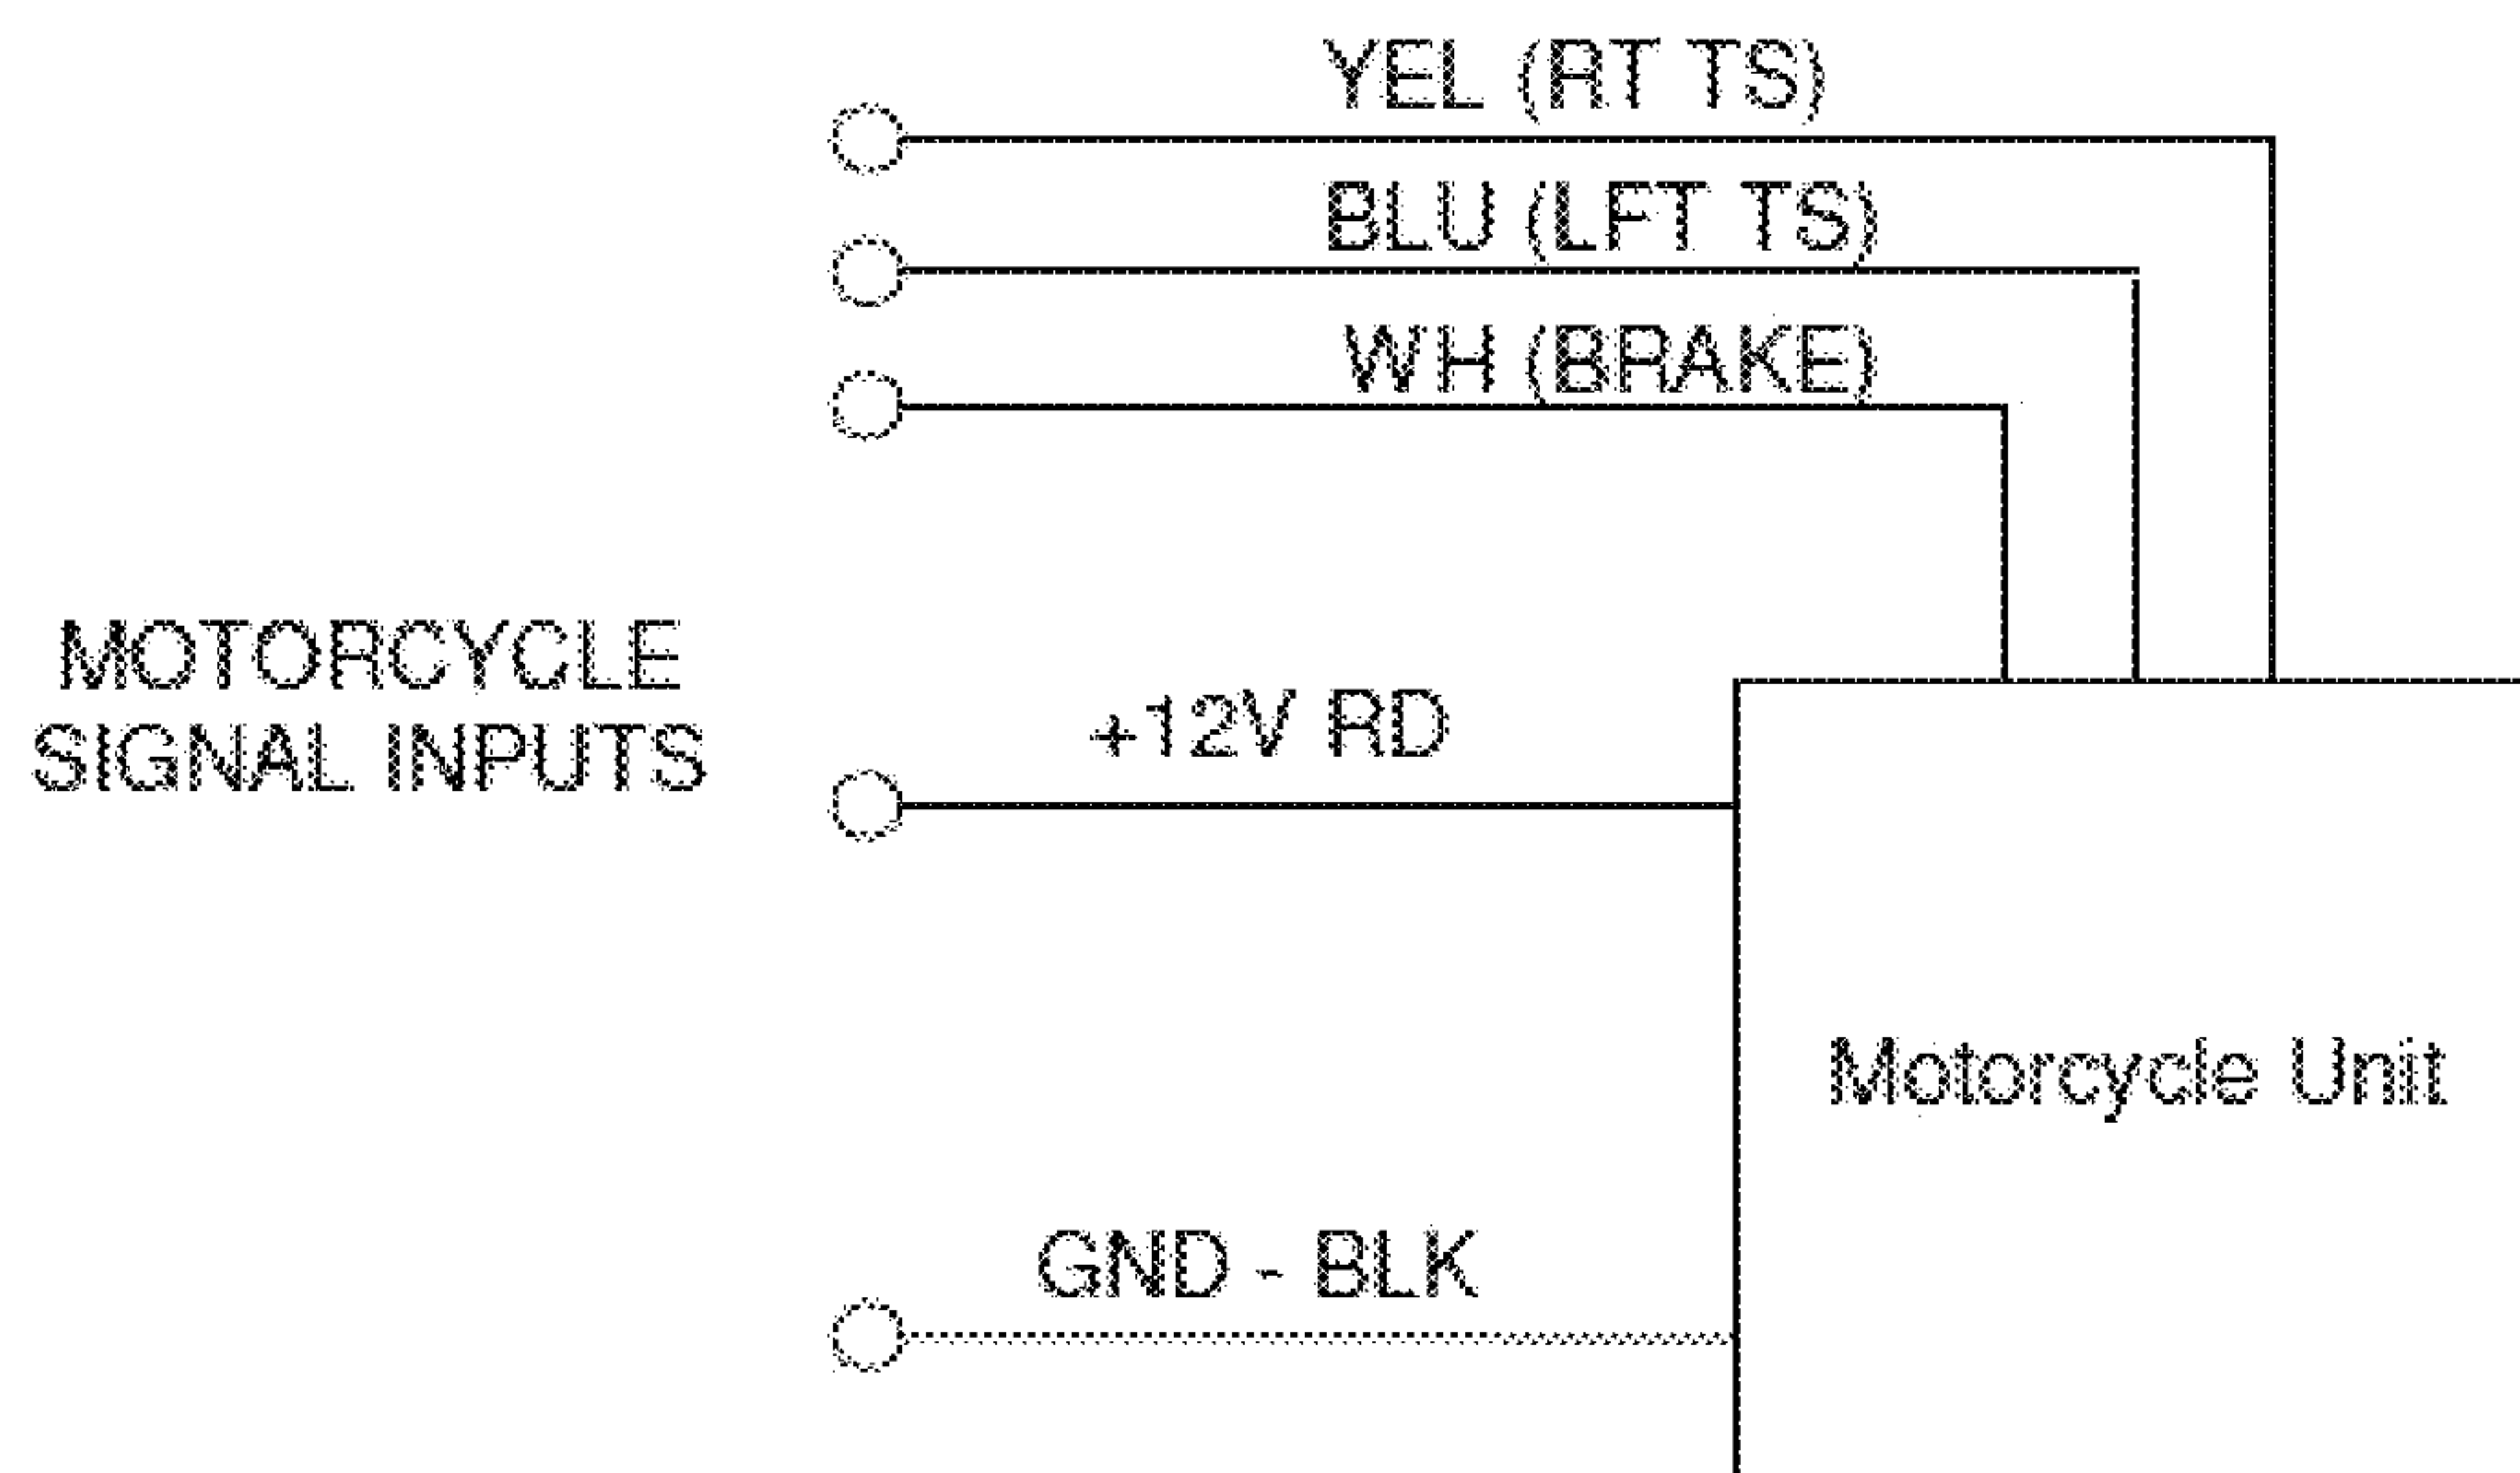 YEL (RT TS)
BLU (LFT TS)
WH (BRAKE)
MOTORCYCLE
SIGNAL INPUTS
+12V RD
Motorcycle Unit
GND - BLK